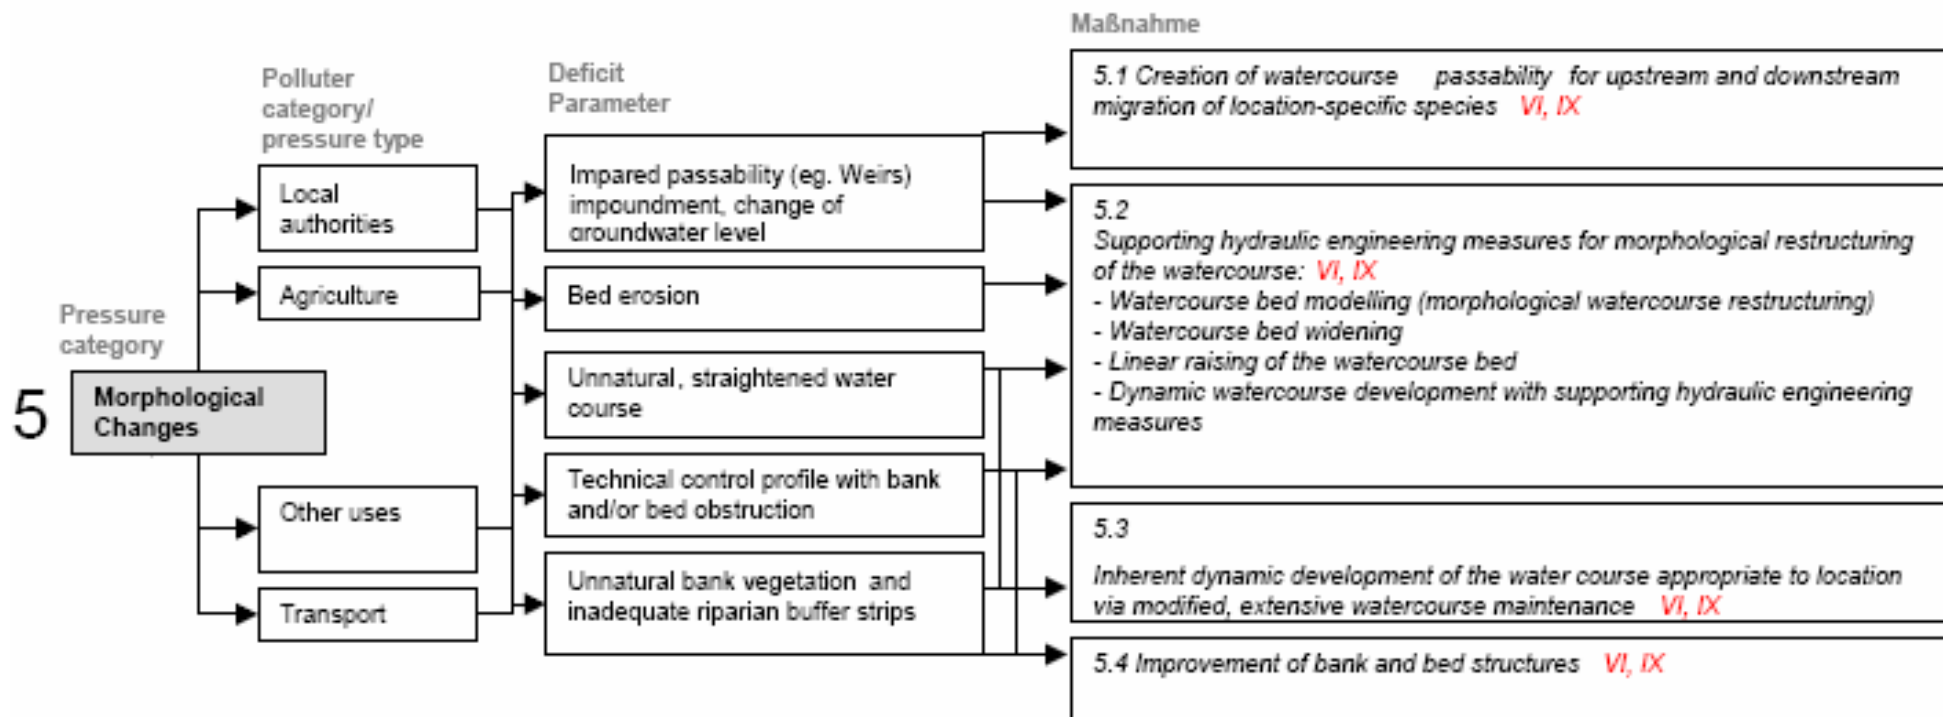 Maßnahme
Polluter
category/
pressure type
Deficit
Parameter
5.1 Creation of watercourse passability for upstream and downstream
migration of location-specific species VI, IX
Local
authorities
Impared passability (eg. Weirs)
impoundment, change of
groundwater level
5.2
Supporting hydraulic engineering measures for morphological restructuring
of the watercourse: VI, IX
- Watercourse bed modelling (morphological watercourse restructuring)
- Watercourse bed widening
- Linear raising of the watercourse bed
- Dynamic watercourse development with supporting hydraulic engineering
measures
Agriculture
Bed erosion
Pressure
category
5
Morphological
Changes
Unnatural, straightened water
course
Other uses
Technical control profile with bank
and/or bed obstruction
5.3
Inherent dynamic development of the water course appropriate to location
via modified, extensive watercourse maintenance VI, IX
Transport
Unnatural bank vegetation and
inadequate riparian buffer strips
5.4 Improvement of bank and bed structures VI, IX